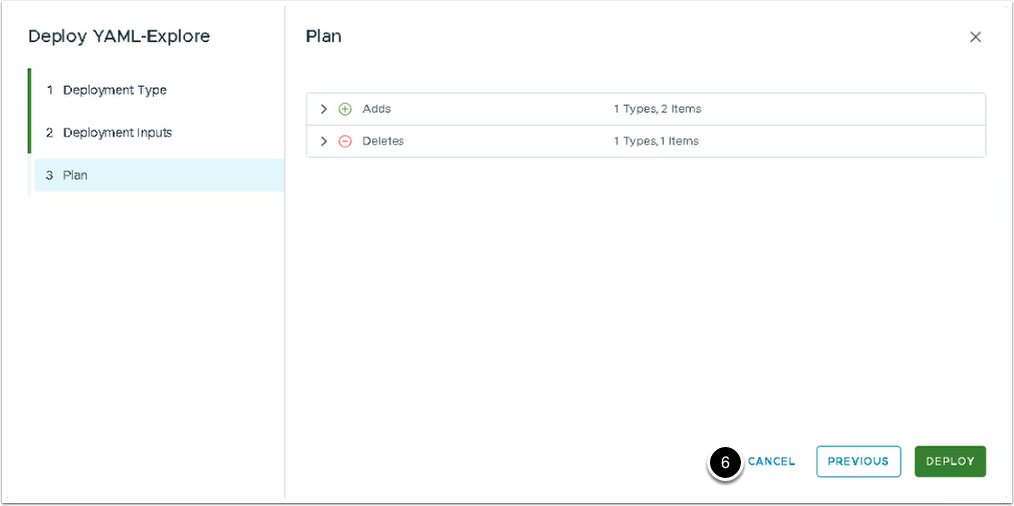 Deploy YAML-Explore
1 Deployment Type
2 Deployment Inputs
3 Plan
Plan
Adds 1 Types, 2 Items
Deletes 1 Types, 1 Items
6 CANCEL PREVIOUS DEPLOY